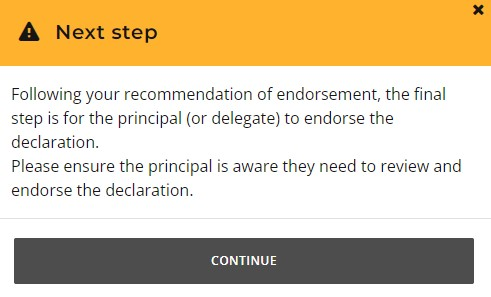 Next step
Following your recommendation of endorsement, the final
step is for the principal (or delegate) to endorse the
declaration.
Please ensure the principal is aware they need to review and
endorse the declaration.
CONTINUE